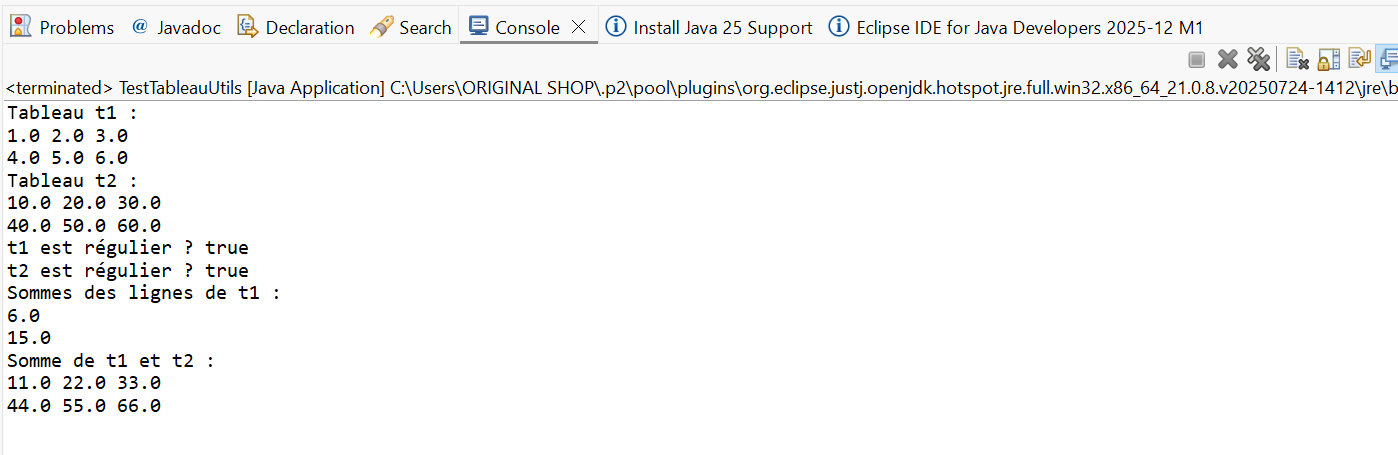 Problems @ Javadoc Declaration Search Console Install Java 25 Support Eclipse IDE for Java Developers 2025-12 M1
<terminated> TestTableauUtils [Java Application] C:\Users\ORIGINAL SHOP\.p2\pool\plugins\org.eclipse.justj.openjdk.hotspot.jre.full.win32.x86_64_21.0.8.v20250724-1412\jre\b
Tableau t1 :
1.0 2.0 3.0
4.0 5.0 6.0
Tableau t2 :
10.0 20.0 30.0
40.0 50.0 60.0
t1 est régulier ? true
t2 est régulier ? true
Sommes des lignes de t1 :
6.0
15.0
Somme de t1 et t2 :
11.0 22.0 33.0
44.0 55.0 66.0